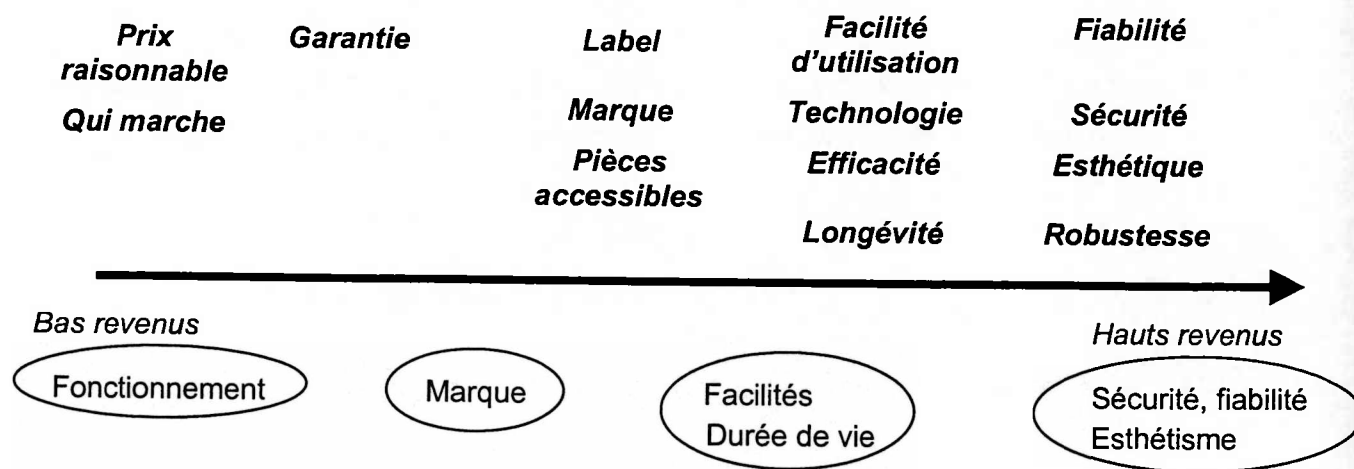 Prix
raisonnable
Qui marche
Garantie
Label
Marque
Pièces
accessibles
Facilité
d'utilisation
Technologie
Efficacité
Longévité
Fiabilité
Sécurité
Esthétique
Robustesse
Bas revenus
Hauts revenus
Fonctionnement
Marque
Facilités
Durée de vie
Sécurité, fiabilité
Esthétisme